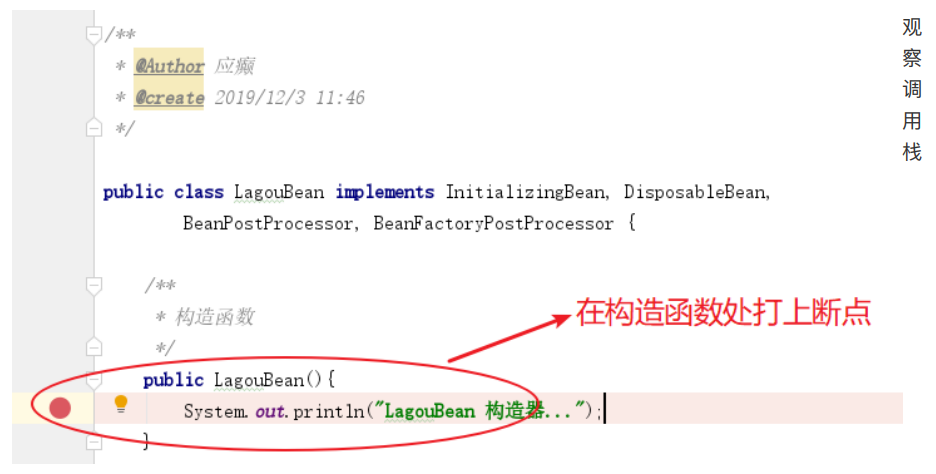 /**
* @Author 应癫
* @create 2019/12/3 11:46
*/
public class LagouBean implements InitializingBean, DisposableBean,
BeanPostProcessor, BeanFactoryPostProcessor {
/**
* 构造函数
*/
public LagouBean(){
System.out.println("LagouBean 构造器...");
}
在构造函数处打上断点
观
察
调
用
栈